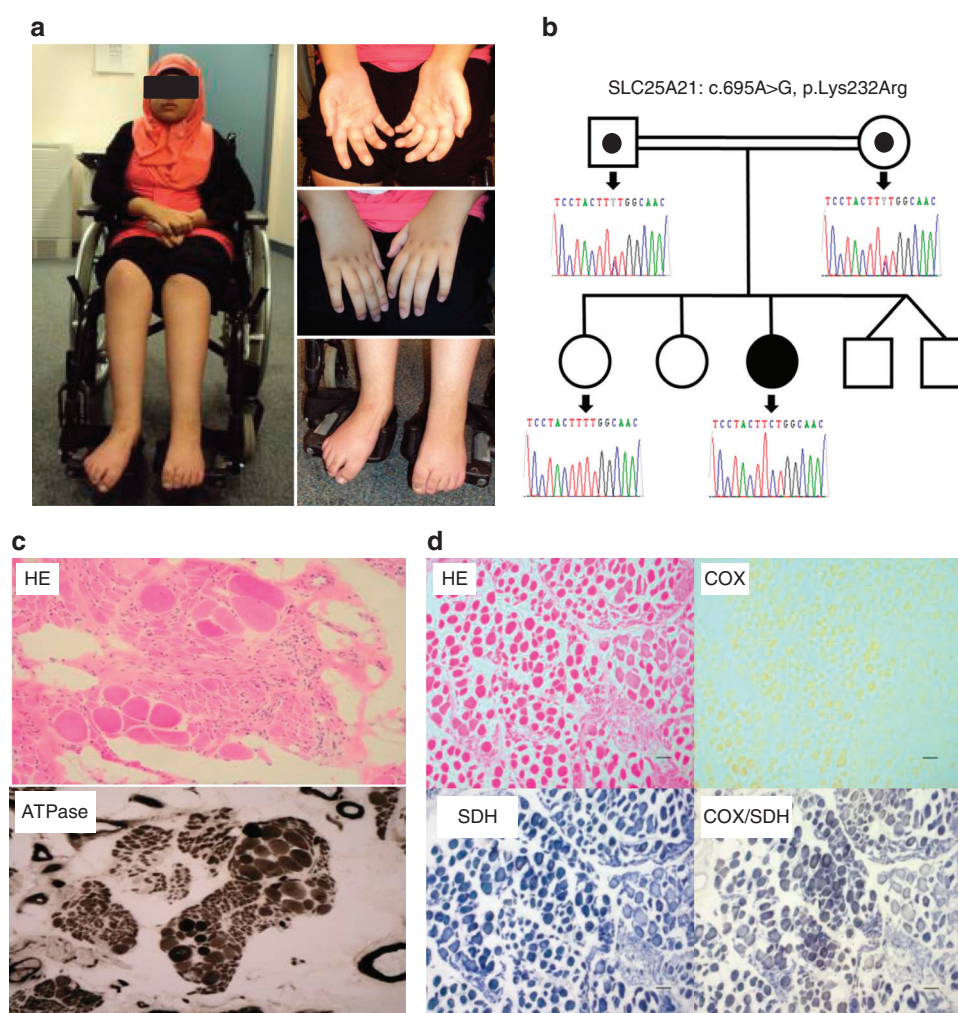 a
b
SLC25A21: c.695A>G, p.Lys232Arg
TCCTACTTYTGGCAAC
TCCTACTTYTGGCAAC
TCCTACTTTTGGCAAC
TCCTACTTCTGGCAAC
c
HE
ATPase
d
HE
COX
SDH
COX/SDH